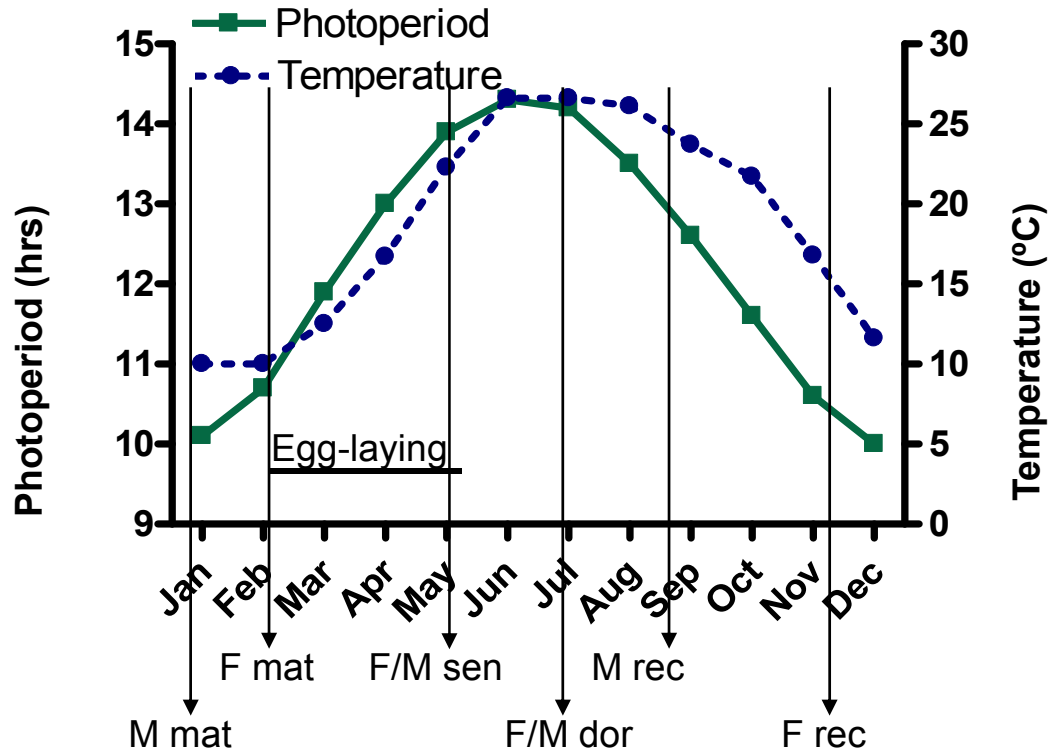 Photoperiod
Temperature
15
14
13
12
11
10
9
Photoperiod (hrs)
30
25
20
15
10
5
0
Temperature (ºC)
Egg-laying
Jan Feb Mar Apr May Jun Jul Aug Sep Oct Nov Dec
F mat F/M sen M rec
M mat F/M dor F rec